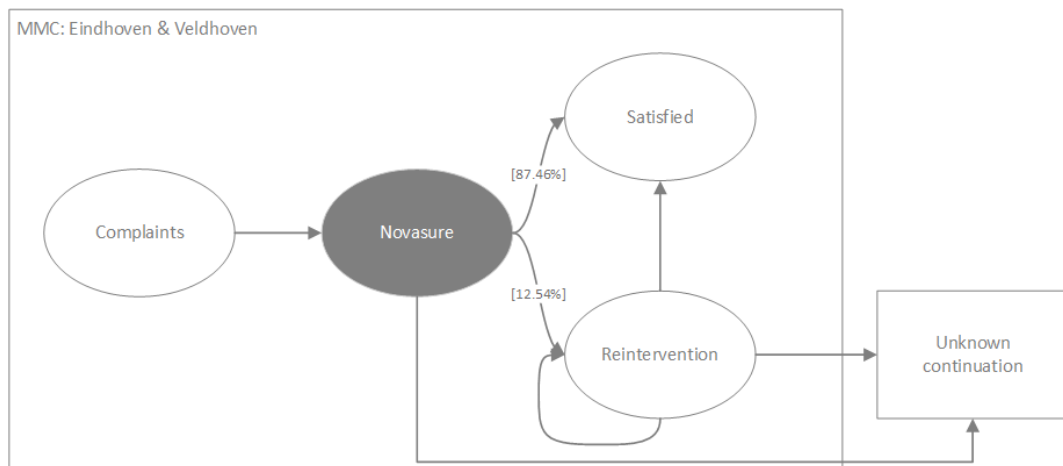 MMC: Eindhoven & Veldhoven
Satisfied
[87.46%]
Complaints
Novasure
[12.54%]
Reintervention
Unknown
continuation